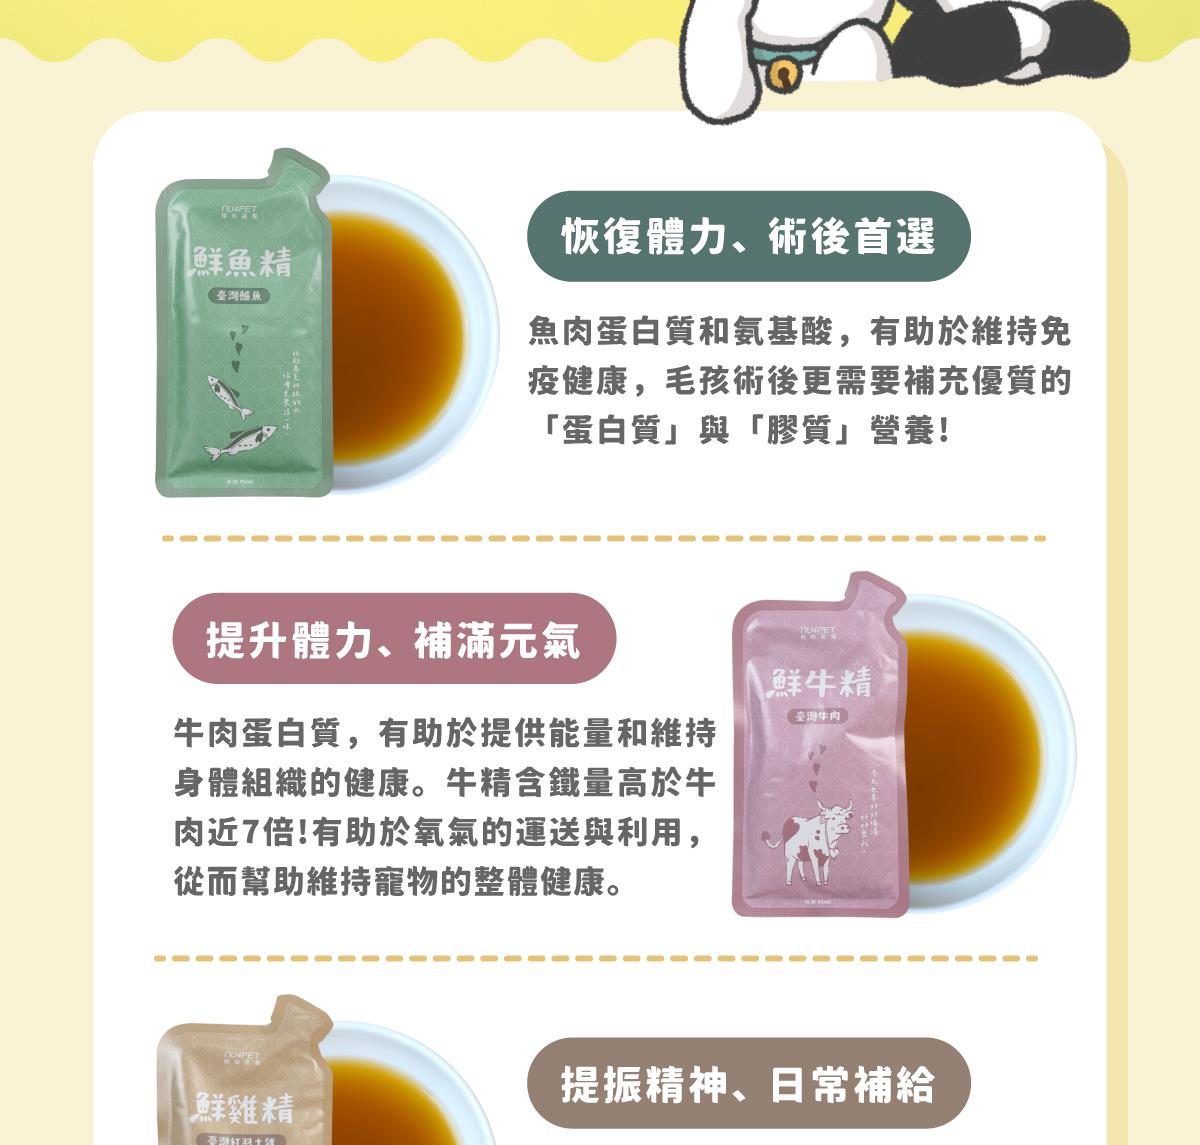 NU4PET
鮮魚精
臺灣鱸魚
N.W 45ml
恢復體力、術後首選
魚肉蛋白質和氨基酸，有助於維持免
疫健康，毛孩術後更需要補充優質的
「蛋白質」與「膠質」營養!
提升體力、補滿元氣
牛肉蛋白質，有助於提供能量和維持
身體組織的健康。牛精含鐵量高於牛
肉近7倍!有助於氧氣的運送與利用，
從而幫助維持寵物的整體健康。
NU4PET
鮮牛精
臺灣牛肉
N.W 45ml
NU4PET
鮮雞精
臺灣紅羽土雞
提振精神、日常補給